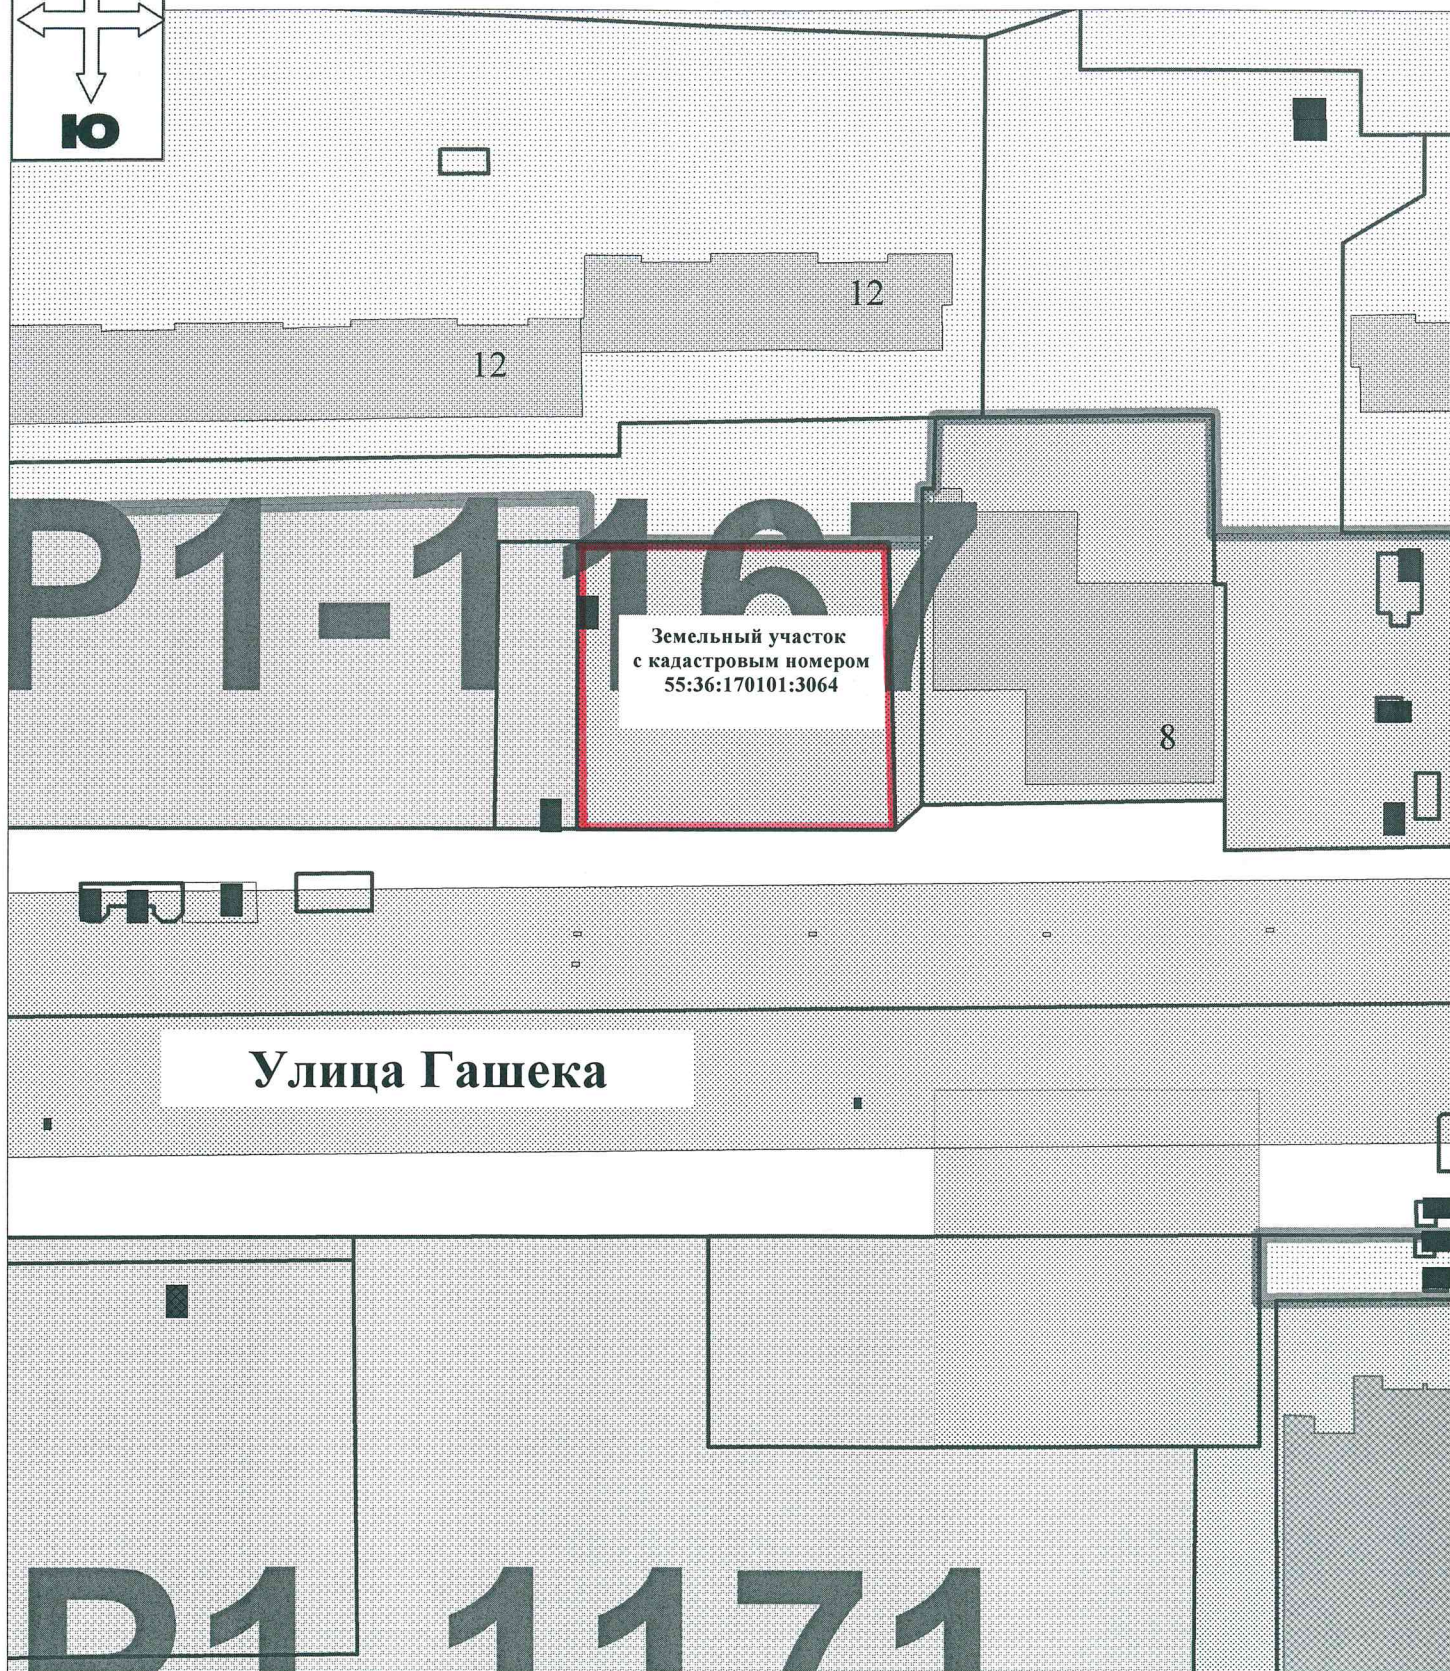 Ю
12
12
Р1-1167
Земельный участок
с кадастровым номером
55:36:170101:3064
8
Улица Гашека
Р1-1171